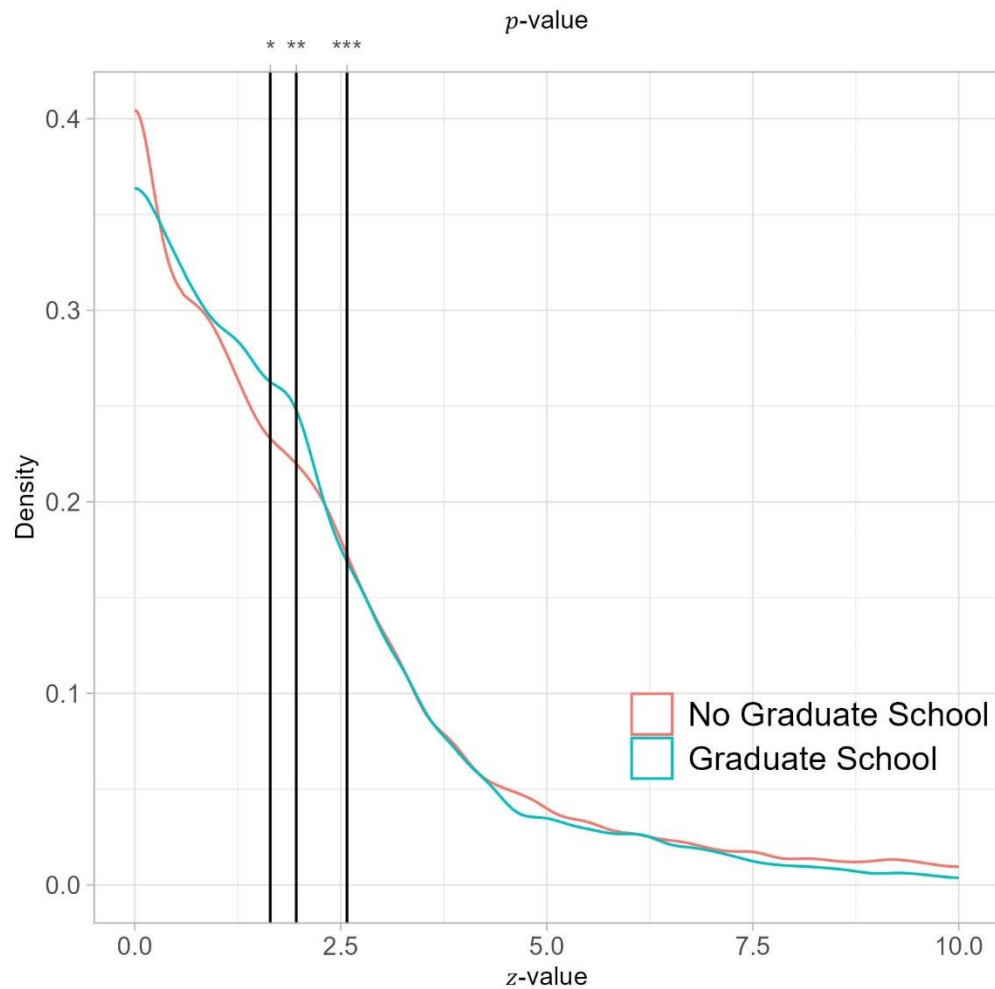 p-value
* ** ***
0.4
0.3
0.2
0.1
0.0
Density
No Graduate School
Graduate School
0.0 2.5 5.0 7.5 10.0
z-value